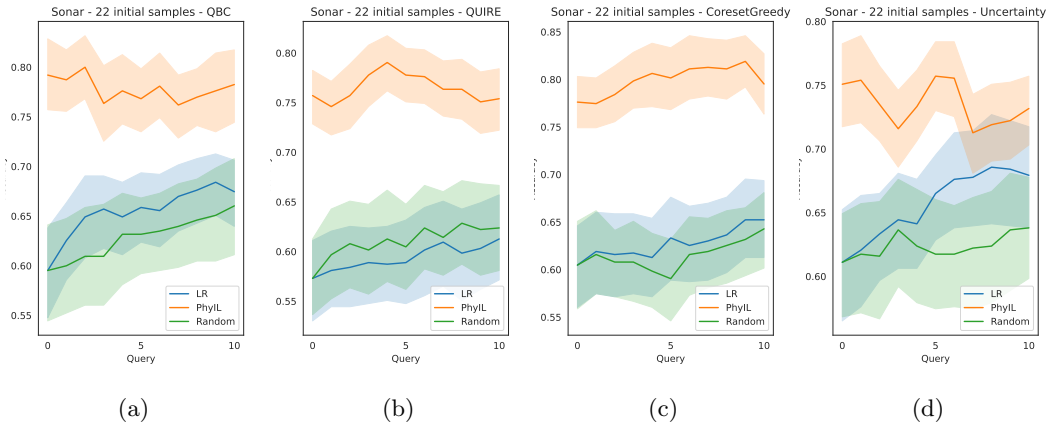 Sonar - 22 initial samples - QBC
0.80
0.75
0.70
0.65
0.60
0.55
0
5
10
Query
LR
PhyIL
Random
(a)
Sonar - 22 initial samples - QUIRE
0.80
0.75
0.70
0.65
0.60
0.55
0
5
10
Query
LR
PhyIL
Random
(b)
Sonar - 22 initial samples - CoresetGreedy
0.85
0.80
0.75
0.70
0.65
0.60
0.55
0
5
10
Query
LR
PhyIL
Random
(c)
Sonar - 22 initial samples - Uncertainty
0.80
0.75
0.70
0.65
0.60
0
5
10
Query
LR
PhyIL
Random
(d)